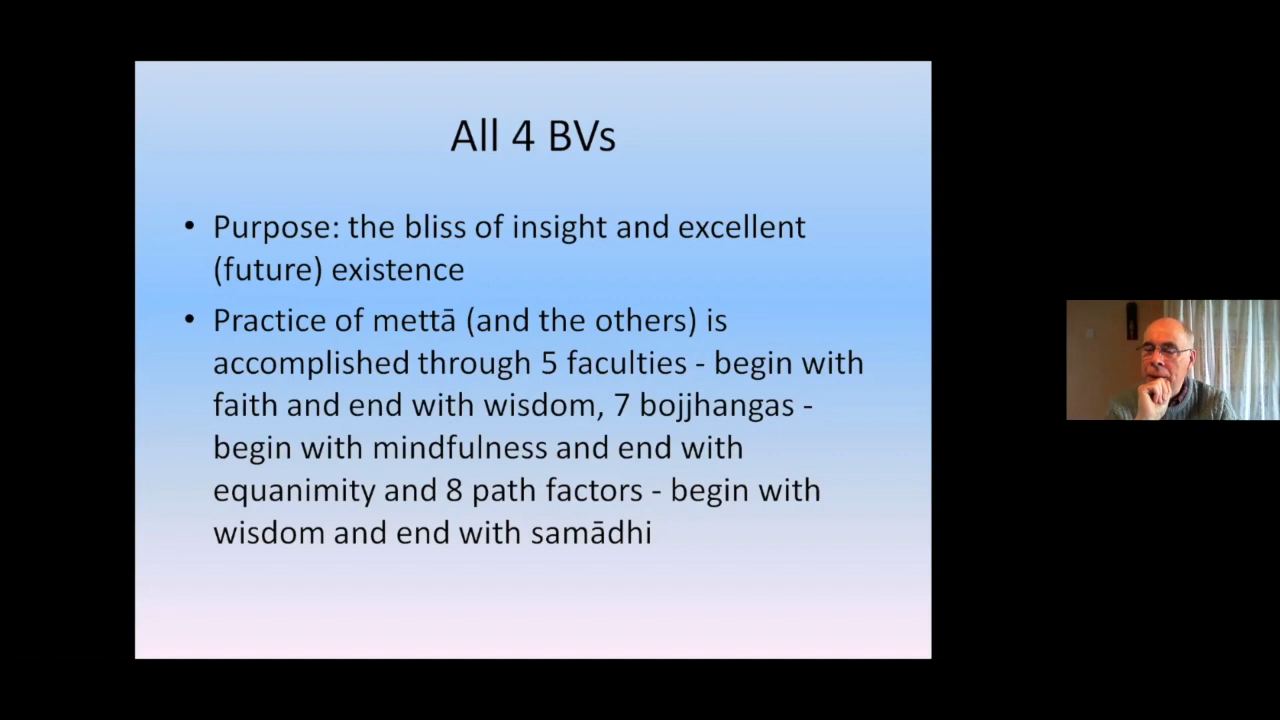 All 4 BVs
• Purpose: the bliss of insight and excellent
(future) existence
• Practice of mettā (and the others) is
accomplished through 5 faculties - begin with
faith and end with wisdom, 7 bojjhangas -
begin with mindfulness and end with
equanimity and 8 path factors - begin with
wisdom and end with samādhi